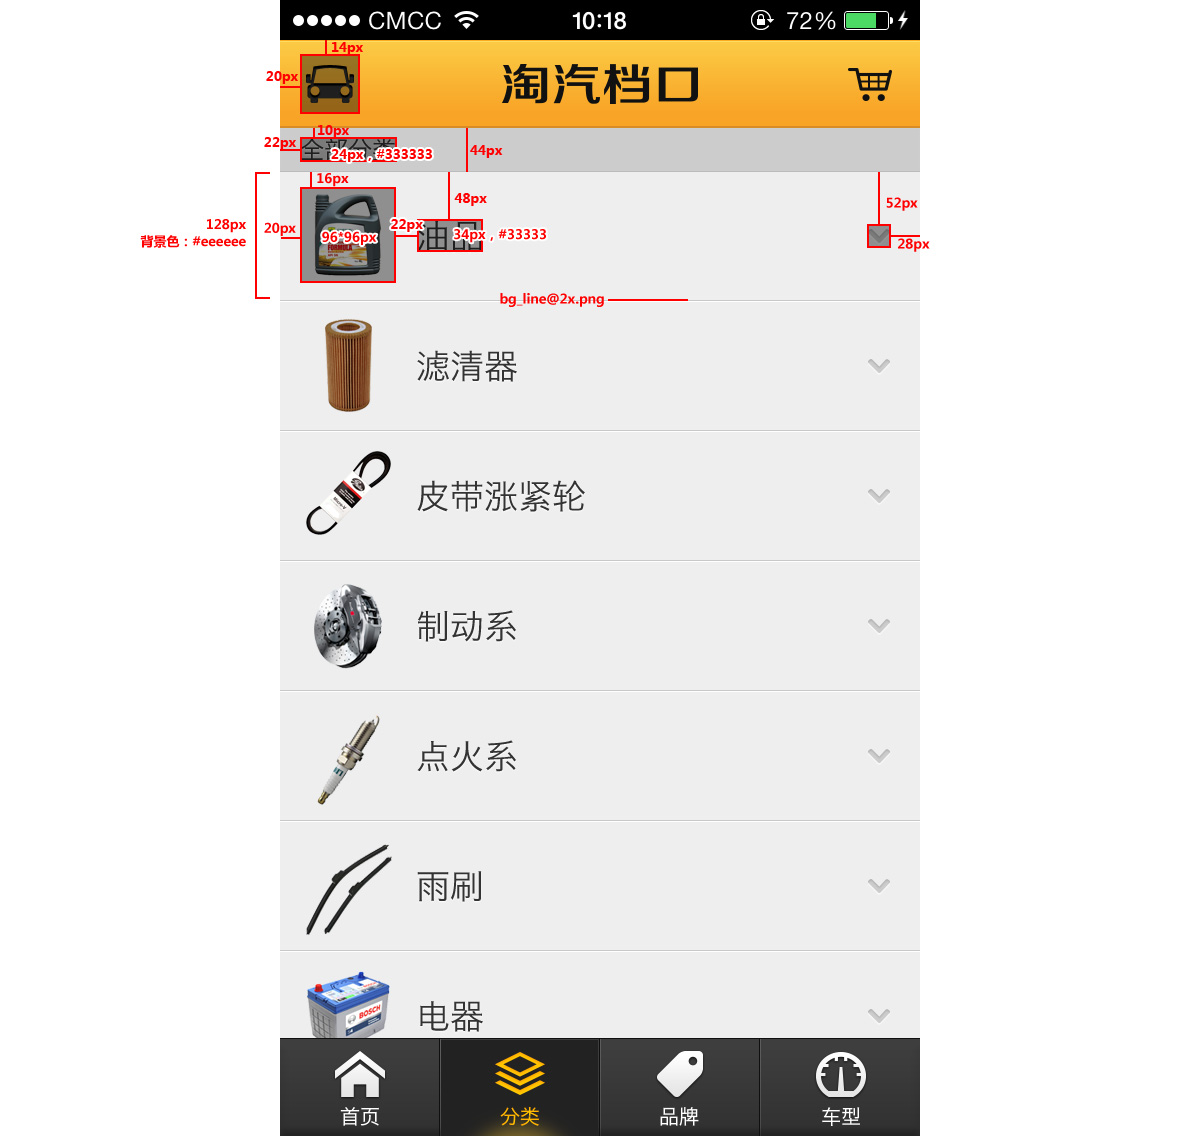 CMCC 10:18 72%
14px
20px
淘汽档口
10px
22px
全部分类
24px , #333333
44px
16px
48px
52px
128px
背景色：#eeeeee
20px
96*96px
FORMULA
22px
油品
34px , #33333
28px
bg_line@2x.png
滤清器
皮带涨紧轮
制动系
点火系
雨刷
BOSCH
电器
首页 分类 品牌 车型